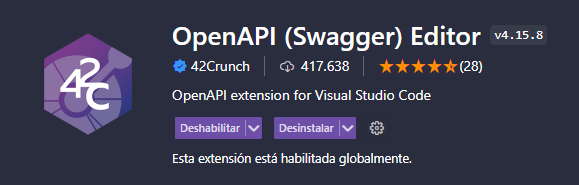 OpenAPI (Swagger) Editor v4.15.8
42Crunch 417.638 (28)
OpenAPI extension for Visual Studio Code
Deshabilitar Desinstalar
Esta extensión está habilitada globalmente.
42c